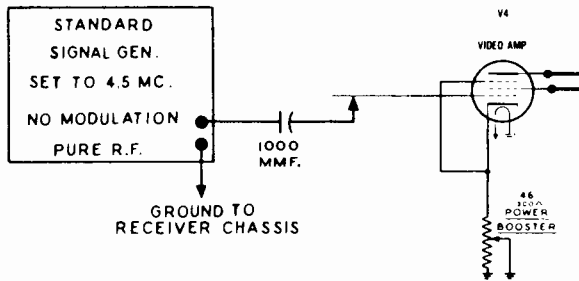 STANDARD
SIGNAL GEN.
SET TO 4.5 MC.
NO MODULATION
PURE R.F.
1000
MMF.
GROUND TO
RECEIVER CHASSIS
V4
VIDEO AMP
46
300Ω
POWER
BOOSTER